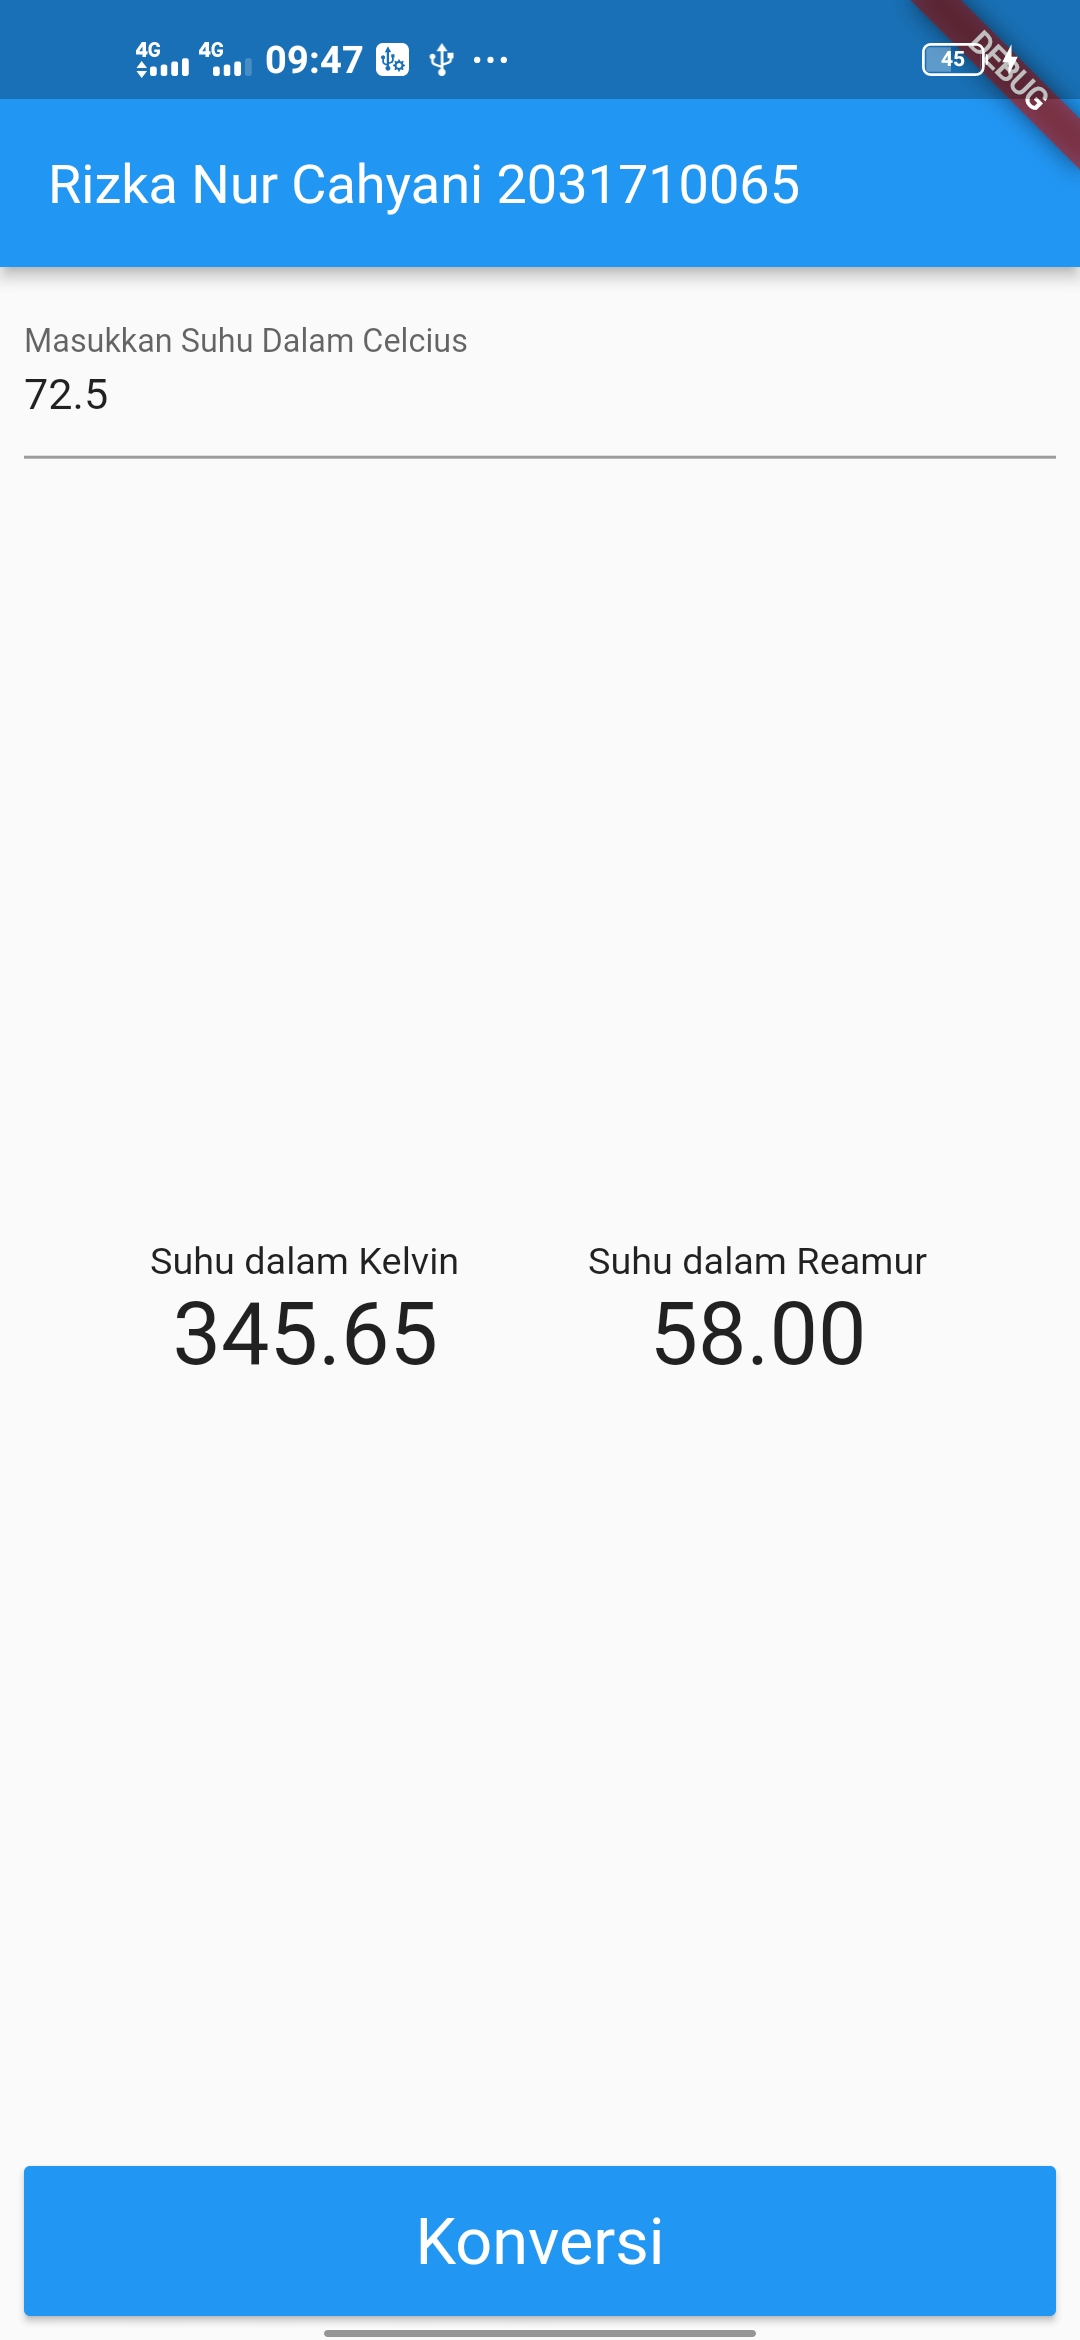 4G 4G 09:47 45
DEBUG
Rizka Nur Cahyani 2031710065
Masukkan Suhu Dalam Celcius
72.5
Suhu dalam Kelvin Suhu dalam Reamur
345.65 58.00
Konversi